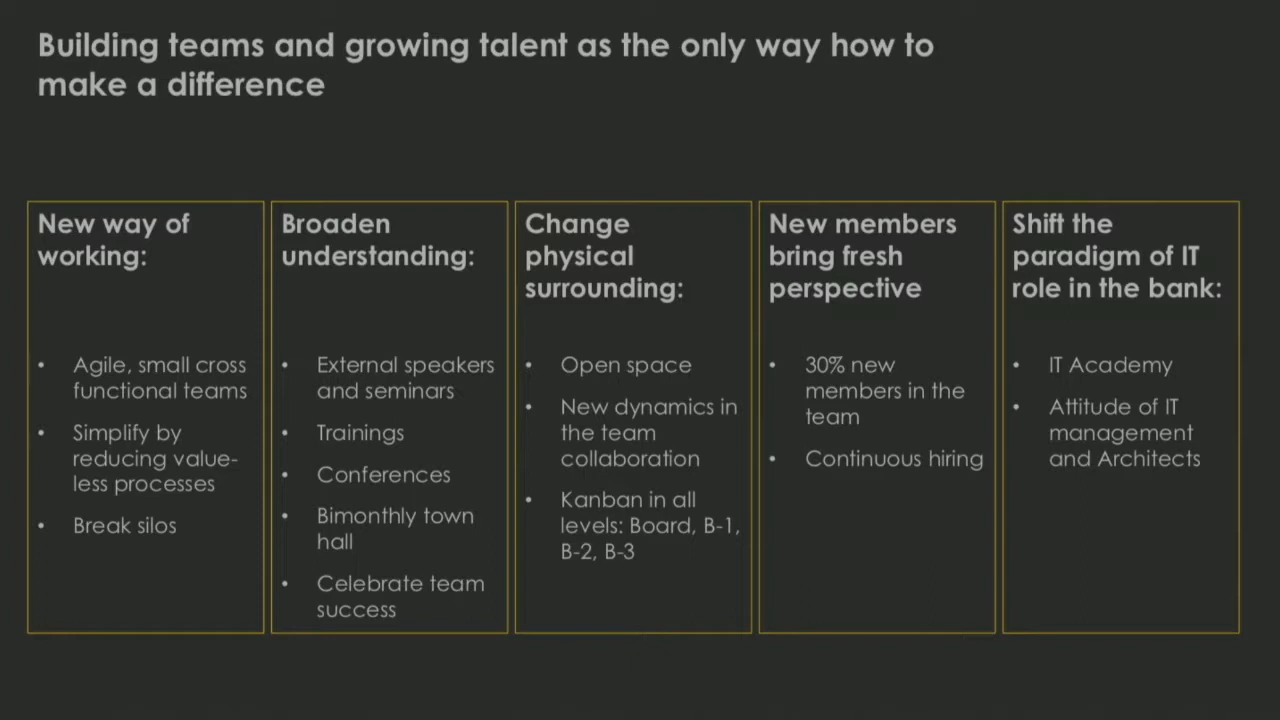 Building teams and growing talent as the only way how to
make a difference
New way of
working:
• Agile, small cross
functional teams
• Simplify by
reducing value-
less processes
• Break silos
Broaden
understanding:
• External speakers
and seminars
• Trainings
• Conferences
• Bimonthly town
hall
• Celebrate team
success
Change
physical
surrounding:
• Open space
• New dynamics in
the team
collaboration
• Kanban in all
levels: Board, B-1,
B-2, B-3
New members
bring fresh
perspective
• 30% new
members in the
team
• Continuous hiring
Shift the
paradigm of IT
role in the bank:
• IT Academy
• Attitude of IT
management
and Architects